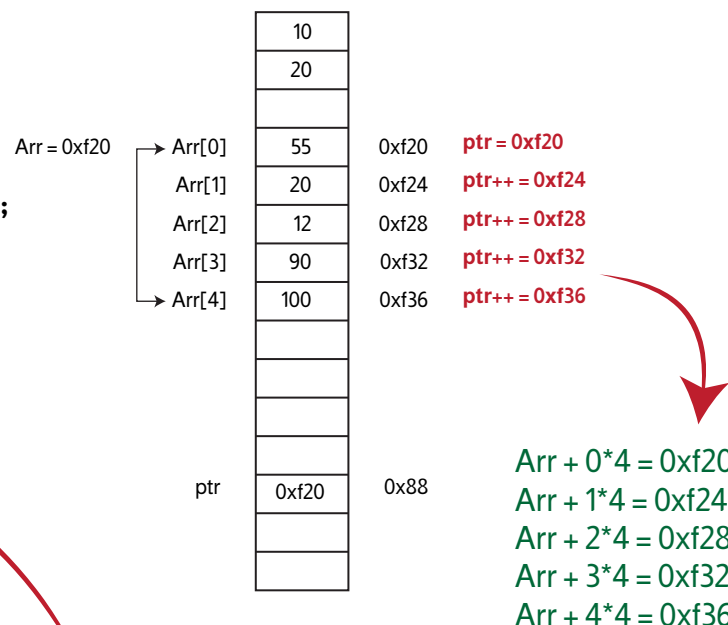 10
20
Arr = 0xf20 Arr[0] 55 0xf20 ptr = 0xf20
Arr[1] 20 0xf24 ptr++ = 0xf24
;
Arr[2] 12 0xf28 ptr++ = 0xf28
Arr[3] 90 0xf32 ptr++ = 0xf32
Arr[4] 100 0xf36 ptr++ = 0xf36
ptr 0xf20 0x88
Arr + 0*4 = 0xf20
Arr + 1*4 = 0xf24
Arr + 2*4 = 0xf28
Arr + 3*4 = 0xf32
Arr + 4*4 = 0xf36